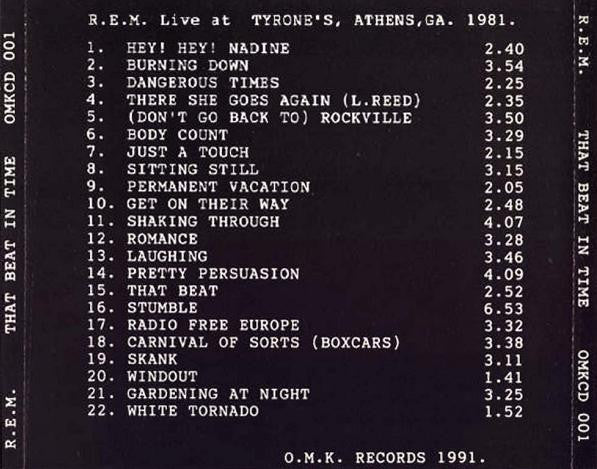 R.E.M. Live at TYRONE'S, ATHENS,GA. 1981.
1. HEY! HEY! NADINE 2.40
2. BURNING DOWN 3.54
3. DANGEROUS TIMES 2.25
4. THERE SHE GOES AGAIN (L.REED) 2.35
5. (DON'T GO BACK TO) ROCKVILLE 3.50
6. BODY COUNT 3.29
7. JUST A TOUCH 2.15
8. SITTING STILL 3.15
9. PERMANENT VACATION 2.05
10. GET ON THEIR WAY 2.48
11. SHAKING THROUGH 4.07
12. ROMANCE 3.28
13. LAUGHING 3.46
14. PRETTY PERSUASION 4.09
15. THAT BEAT 2.52
16. STUMBLE 6.53
17. RADIO FREE EUROPE 3.32
18. CARNIVAL OF SORTS (BOXCARS) 3.38
19. SKANK 3.11
20. WINDOUT 1.41
21. GARDENING AT NIGHT 3.25
22. WHITE TORNADO 1.52
O.M.K. RECORDS 1991.
R.E.M. THAT BEAT IN TIME OMKCD 001
R.E.M. THAT BEAT IN TIME OMKCD 001